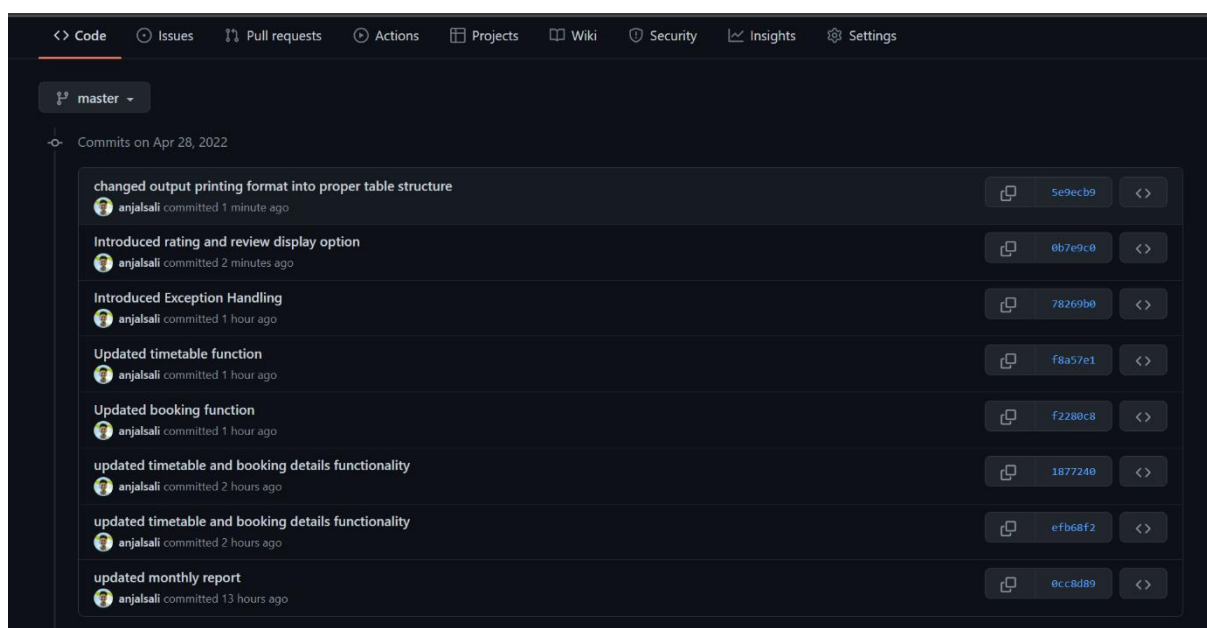 <> Code Issues Pull requests Actions Projects Wiki Security Insights Settings
master
Commits on Apr 28, 2022
changed output printing format into proper table structure
anjalsali committed 1 minute ago
5e9ecb9 <>
Introduced rating and review display option
anjalsali committed 2 minutes ago
0b7e9c0 <>
Introduced Exception Handling
anjalsali committed 1 hour ago
78269b0 <>
Updated timetable function
anjalsali committed 1 hour ago
f8a57e1 <>
Updated booking function
anjalsali committed 1 hour ago
f2280c8 <>
updated timetable and booking details functionality
anjalsali committed 2 hours ago
1877240 <>
updated timetable and booking details functionality
anjalsali committed 2 hours ago
efb68f2 <>
updated monthly report
anjalsali committed 13 hours ago
0cc8d89 <>